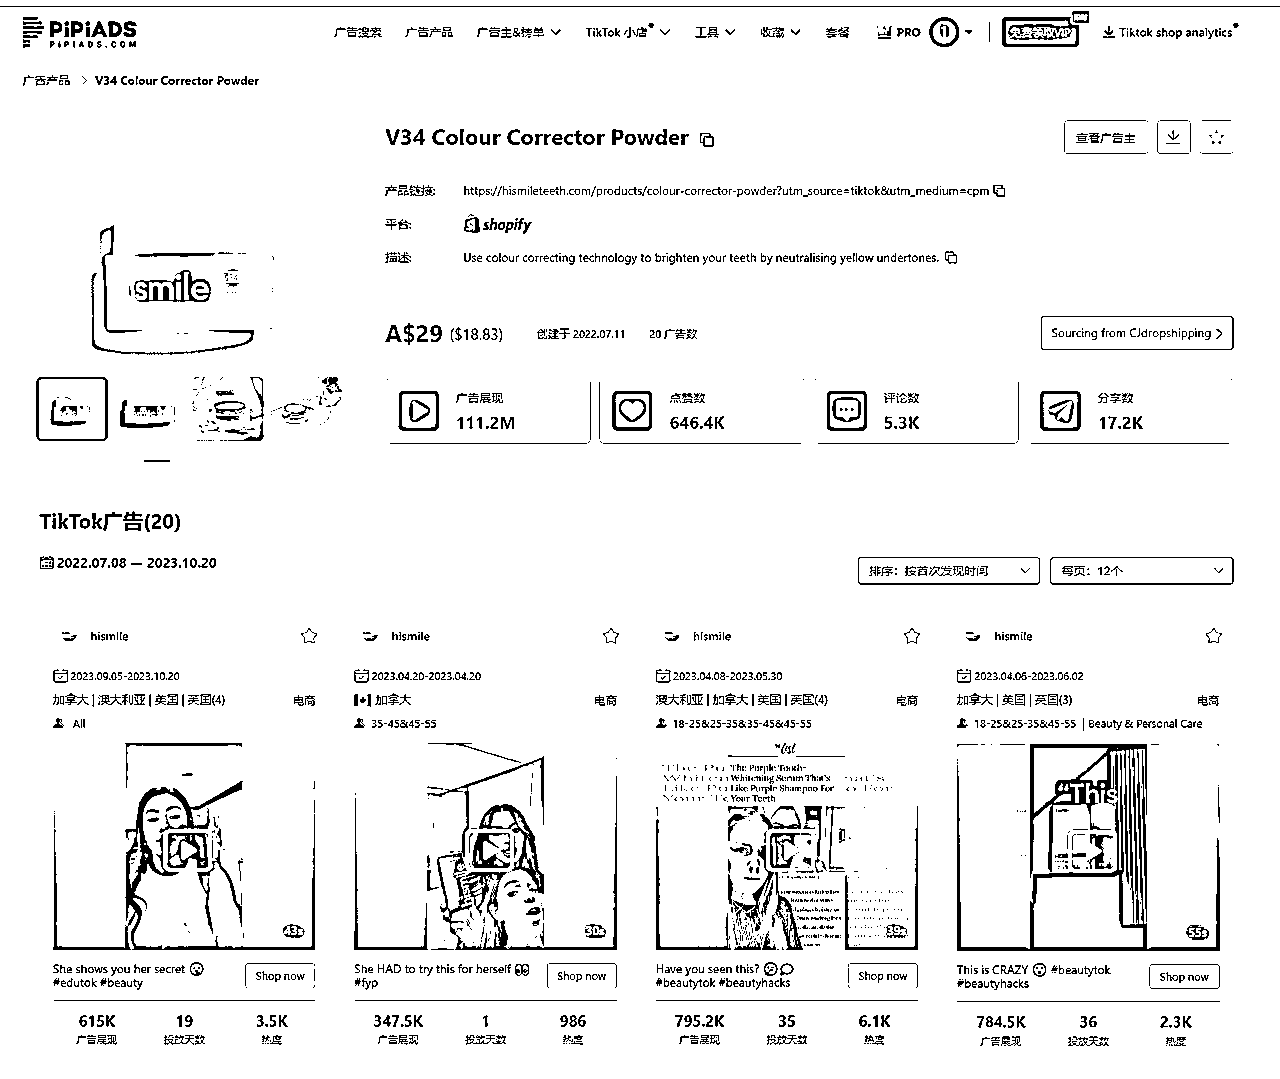 PiPiADS
PIPIADS.COM
广告搜索
广告产品
广告主&榜单
TikTok 小店
工具
收藏
套餐
PRO
免费领取VIP
Tiktok shop analytics
广告产品 > V34 Colour Corrector Powder
V34 Colour Corrector Powder
查看广告主
产品链接:
https://hismileteeth.com/products/colour-corrector-powder?utm_source=tiktok&utm_medium=cpm
平台:
shopify
描述:
Use colour correcting technology to brighten your teeth by neutralising yellow undertones.
smile
A$29 ($18.83)
创建于 2022.07.11
20 广告数
Sourcing from CJdropshipping >
广告展现
111.2M
点赞数
646.4K
评论数
5.3K
分享数
17.2K
TikTok广告(20)
2022.07.08 — 2023.10.20
排序：按首次发现时间
每页：12个
hismile
2023.09.05-2023.10.20
加拿大 | 澳大利亚 | 美国 | 英国(4)
电商
All
43s
She shows you her secret
#edutok #beauty
Shop now
615K
广告展现
19
投放天数
3.5K
热度
hismile
2023.04.20-2023.04.20
加拿大
电商
35-45&45-55
30s
She HAD to try this for herself
#fyp
Shop now
347.5K
广告展现
1
投放天数
986
热度
hismile
2023.04.08-2023.05.30
澳大利亚 | 加拿大 | 美国 | 英国(4)
电商
18-25&25-35&35-45&45-55
The Purple Tooth-
Whitening Serum That's
Like Purple Shampoo For
Your Teeth
39s
Have you seen this?
#beautytok #beautyhacks
Shop now
795.2K
广告展现
35
投放天数
6.1K
热度
hismile
2023.04.06-2023.06.02
加拿大 | 美国 | 英国(3)
电商
18-25&25-35&45-55 | Beauty & Personal Care
"This
55s
This is CRAZY #beautytok
#beautyhacks
Shop now
784.5K
广告展现
36
投放天数
2.3K
热度